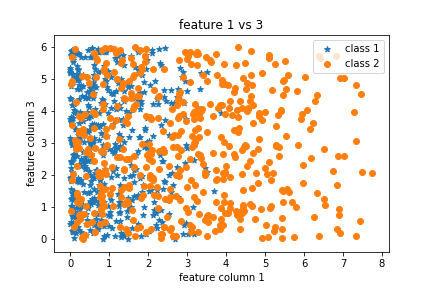 feature 1 vs 3
class 1
class 2
feature column 3
6
5
4
3
2
1
0
0 1 2 3 4 5 6 7 8
feature column 1